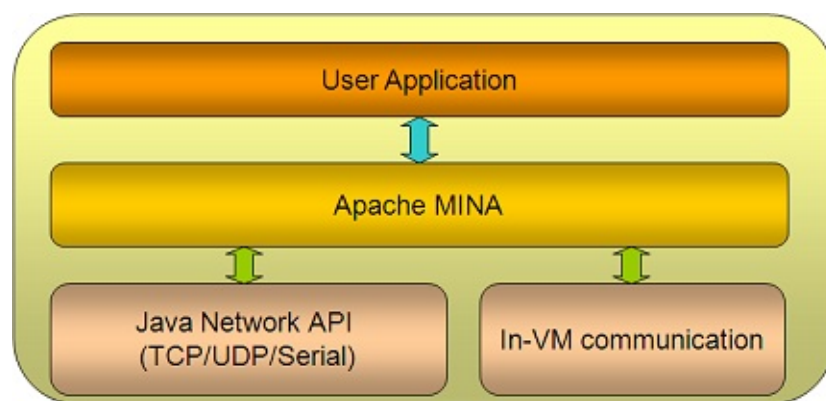 User Application
Apache MINA
Java Network API
(TCP/UDP/Serial)
In-VM communication